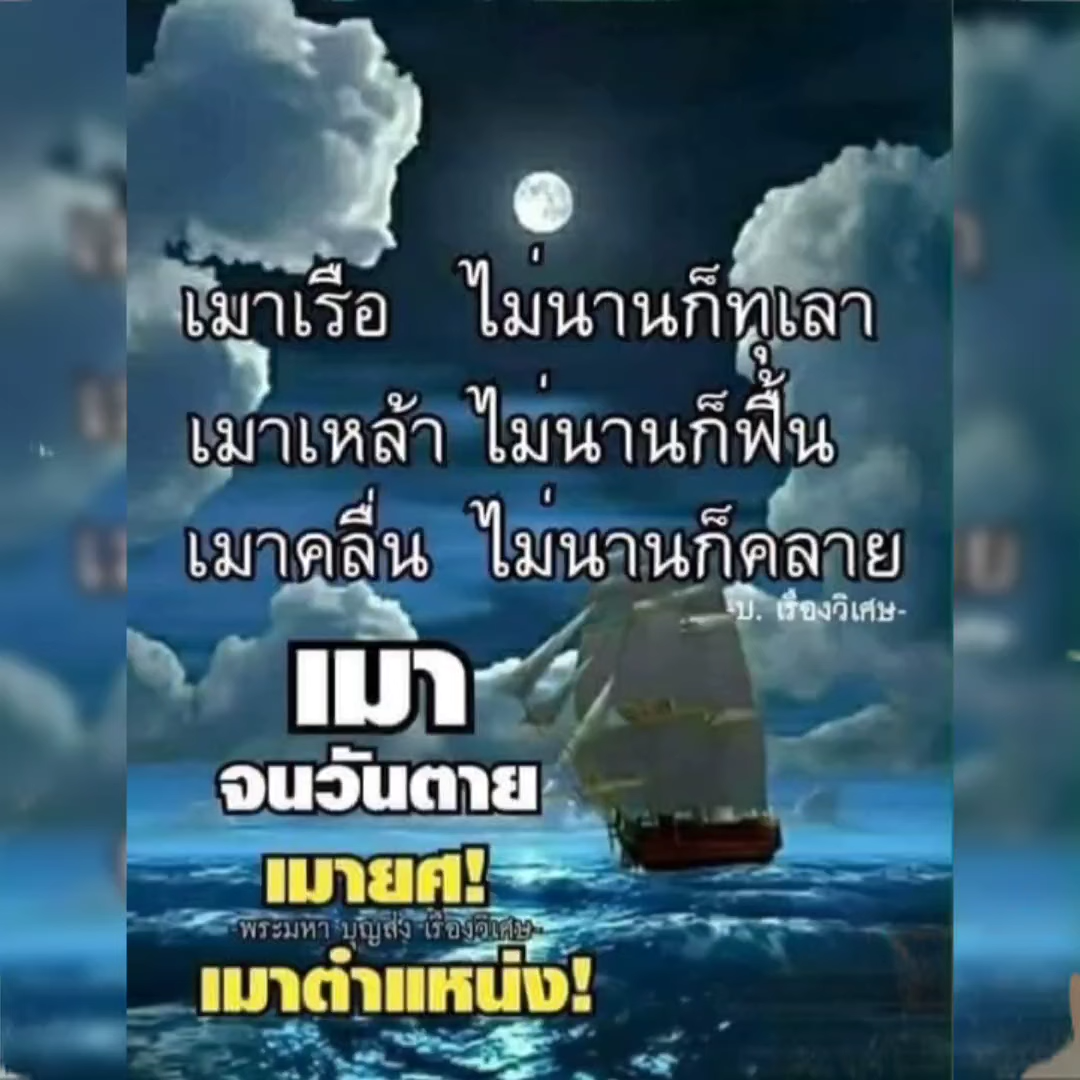 เมาเรือ ไม่นานก็ทุเลา
เมาเหล้า ไม่นานก็ฟื้น
เมาคลื่น ไม่นานก็คลาย
-บ. เรืองวิเศษ-
เมา
จนวันตาย
เมายศ!
-พระมหา บุญส่ง เรืองวิเศษ-
เมาตำแหน่ง!